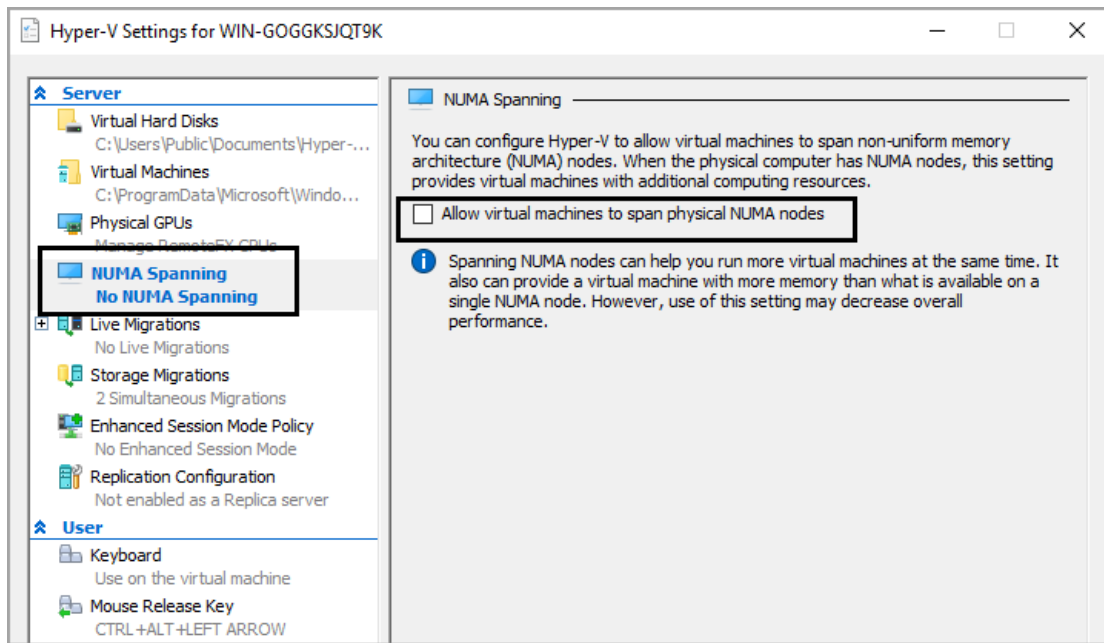 Hyper-V Settings for WIN-GOGGKSJQT9K
Server
Virtual Hard Disks
C:\Users\Public\Documents\Hyper-...
Virtual Machines
C:\ProgramData\Microsoft\Windo...
Physical GPUs
Manage RemoteFX GPUs
NUMA Spanning
No NUMA Spanning
Live Migrations
No Live Migrations
Storage Migrations
2 Simultaneous Migrations
Enhanced Session Mode Policy
No Enhanced Session Mode
Replication Configuration
Not enabled as a Replica server
User
Keyboard
Use on the virtual machine
Mouse Release Key
CTRL+ALT+LEFT ARROW
NUMA Spanning
You can configure Hyper-V to allow virtual machines to span non-uniform memory
architecture (NUMA) nodes. When the physical computer has NUMA nodes, this setting
provides virtual machines with additional computing resources.
Allow virtual machines to span physical NUMA nodes
Spanning NUMA nodes can help you run more virtual machines at the same time. It
also can provide a virtual machine with more memory than what is available on a
single NUMA node. However, use of this setting may decrease overall
performance.